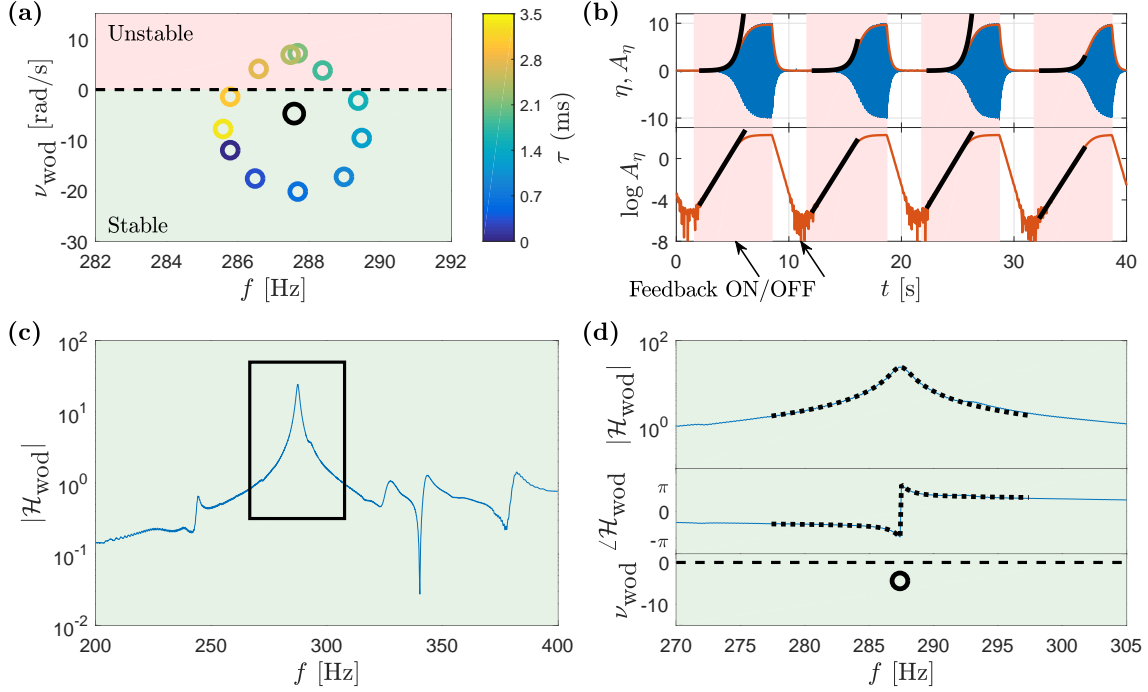 (a)
Unstable
Stable
10
0
-10
-20
-30
282
284
286
288
290
292
ν_wod [rad/s]
f [Hz]
3.5
2.8
2.1
1.4
0.7
0
τ (ms)
(b)
10
0
-10
η, A_η
0
-4
-8
log A_η
0
10
20
30
40
Feedback ON/OFF
t [s]
(c)
10^2
10^1
10^0
10^-1
10^-2
|ℋ_wod|
200
250
300
350
400
f [Hz]
(d)
10^2
10^0
|ℋ_wod|
π
0
-π
∠ℋ_wod
0
-10
ν_wod
270
275
280
285
290
295
300
305
f [Hz]